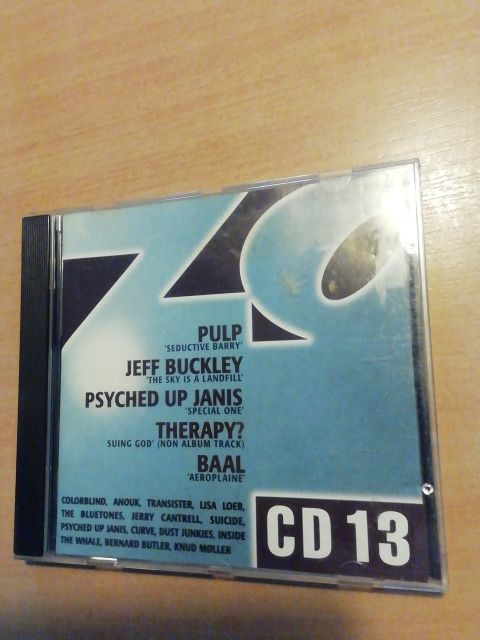 ZO
PULP
'SEDUCTIVE BARRY'
JEFF BUCKLEY
'THE SKY IS A LANDFILL'
PSYCHED UP JANIS
'SPECIAL ONE'
THERAPY?
SUING GOD' (NON ALBUM TRACK)
BAAL
'AEROPLAINE'
COLORBLIND, ANOUK, TRANSISTER, LISA LOEB,
THE BLUETONES, JERRY CANTRELL, SUICIDE,
PSYCHED UP JANIS, CURVE, DUST JUNKIES, INSIDE
THE WHALE, BERNARD BUTLER, KNUD MØLLER
CD 13